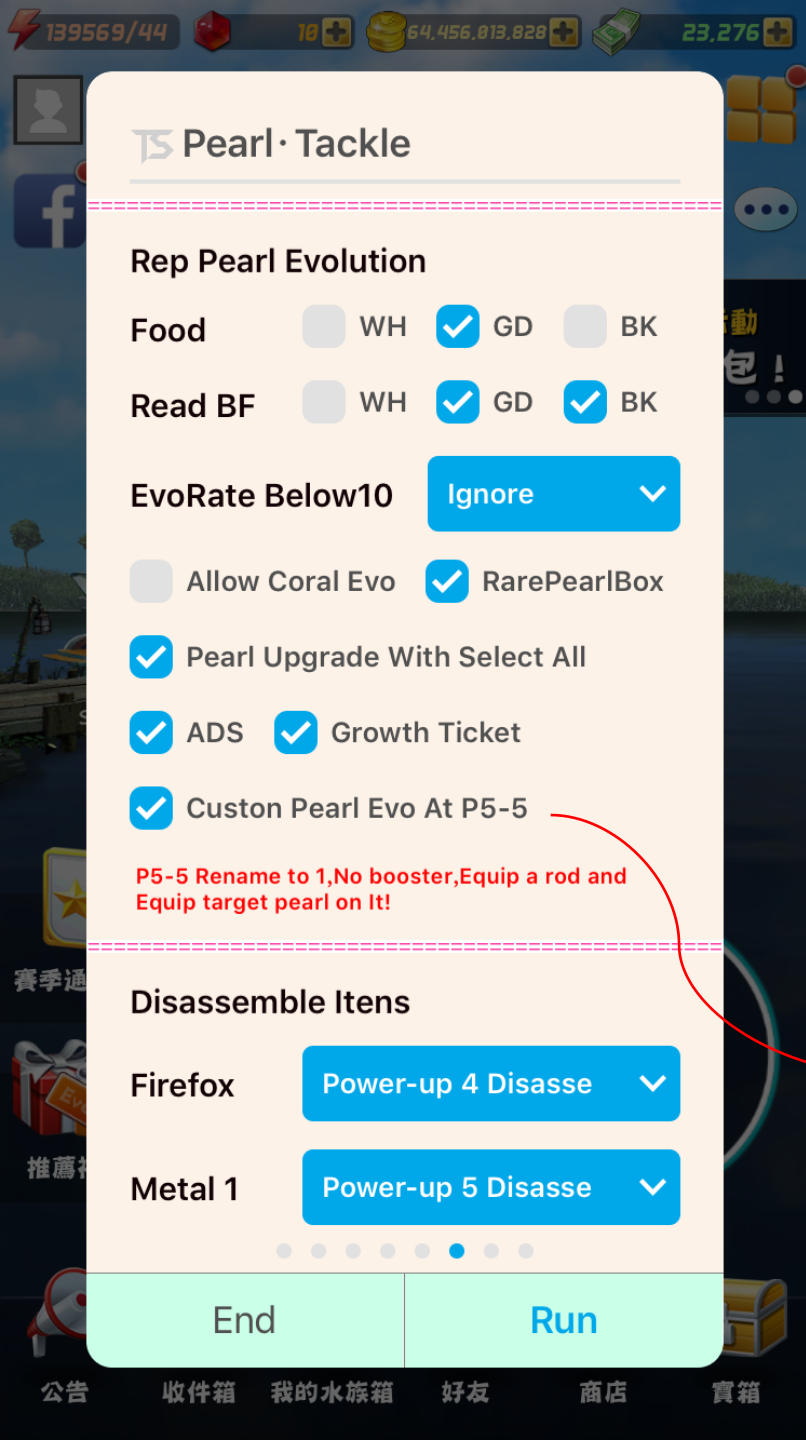 139569/44 10 64,456,013,828 23,276
TS Pearl·Tackle
Rep Pearl Evolution
Food WH GD BK
Read BF WH GD BK
EvoRate Below10 Ignore
Allow Coral Evo RarePearlBox
Pearl Upgrade With Select All
ADS Growth Ticket
Custon Pearl Evo At P5-5
P5-5 Rename to 1,No booster,Equip a rod and
Equip target pearl on It!
Disassemble Itens
Firefox Power-up 4 Disasse
Metal 1 Power-up 5 Disasse
End Run
動
包!
賽季通
推薦
公告 收件箱 我的水族箱 好友 商店 寶箱